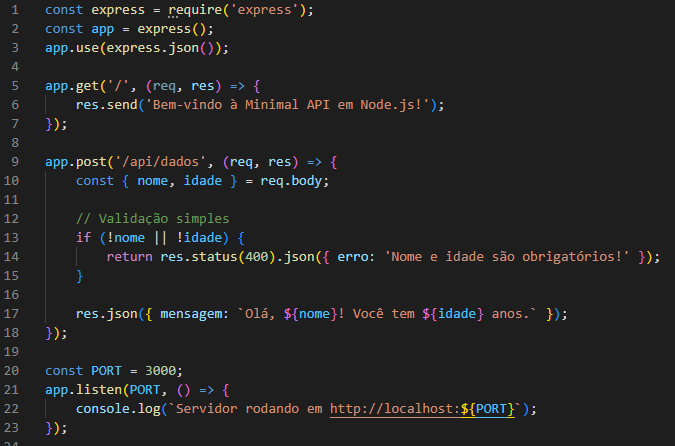 1 const express = require('express');
2 const app = express();
3 app.use(express.json());
4
5 app.get('/', (req, res) => {
6     res.send('Bem-vindo à Minimal API em Node.js!');
7 });
8
9 app.post('/api/dados', (req, res) => {
10     const { nome, idade } = req.body;
11
12     // Validação simples
13     if (!nome || !idade) {
14         return res.status(400).json({ erro: 'Nome e idade são obrigatórios!' });
15     }
16
17     res.json({ mensagem: `Olá, ${nome}! Você tem ${idade} anos.` });
18 });
19
20 const PORT = 3000;
21 app.listen(PORT, () => {
22     console.log(`Servidor rodando em http://localhost:${PORT}`);
23 });
24